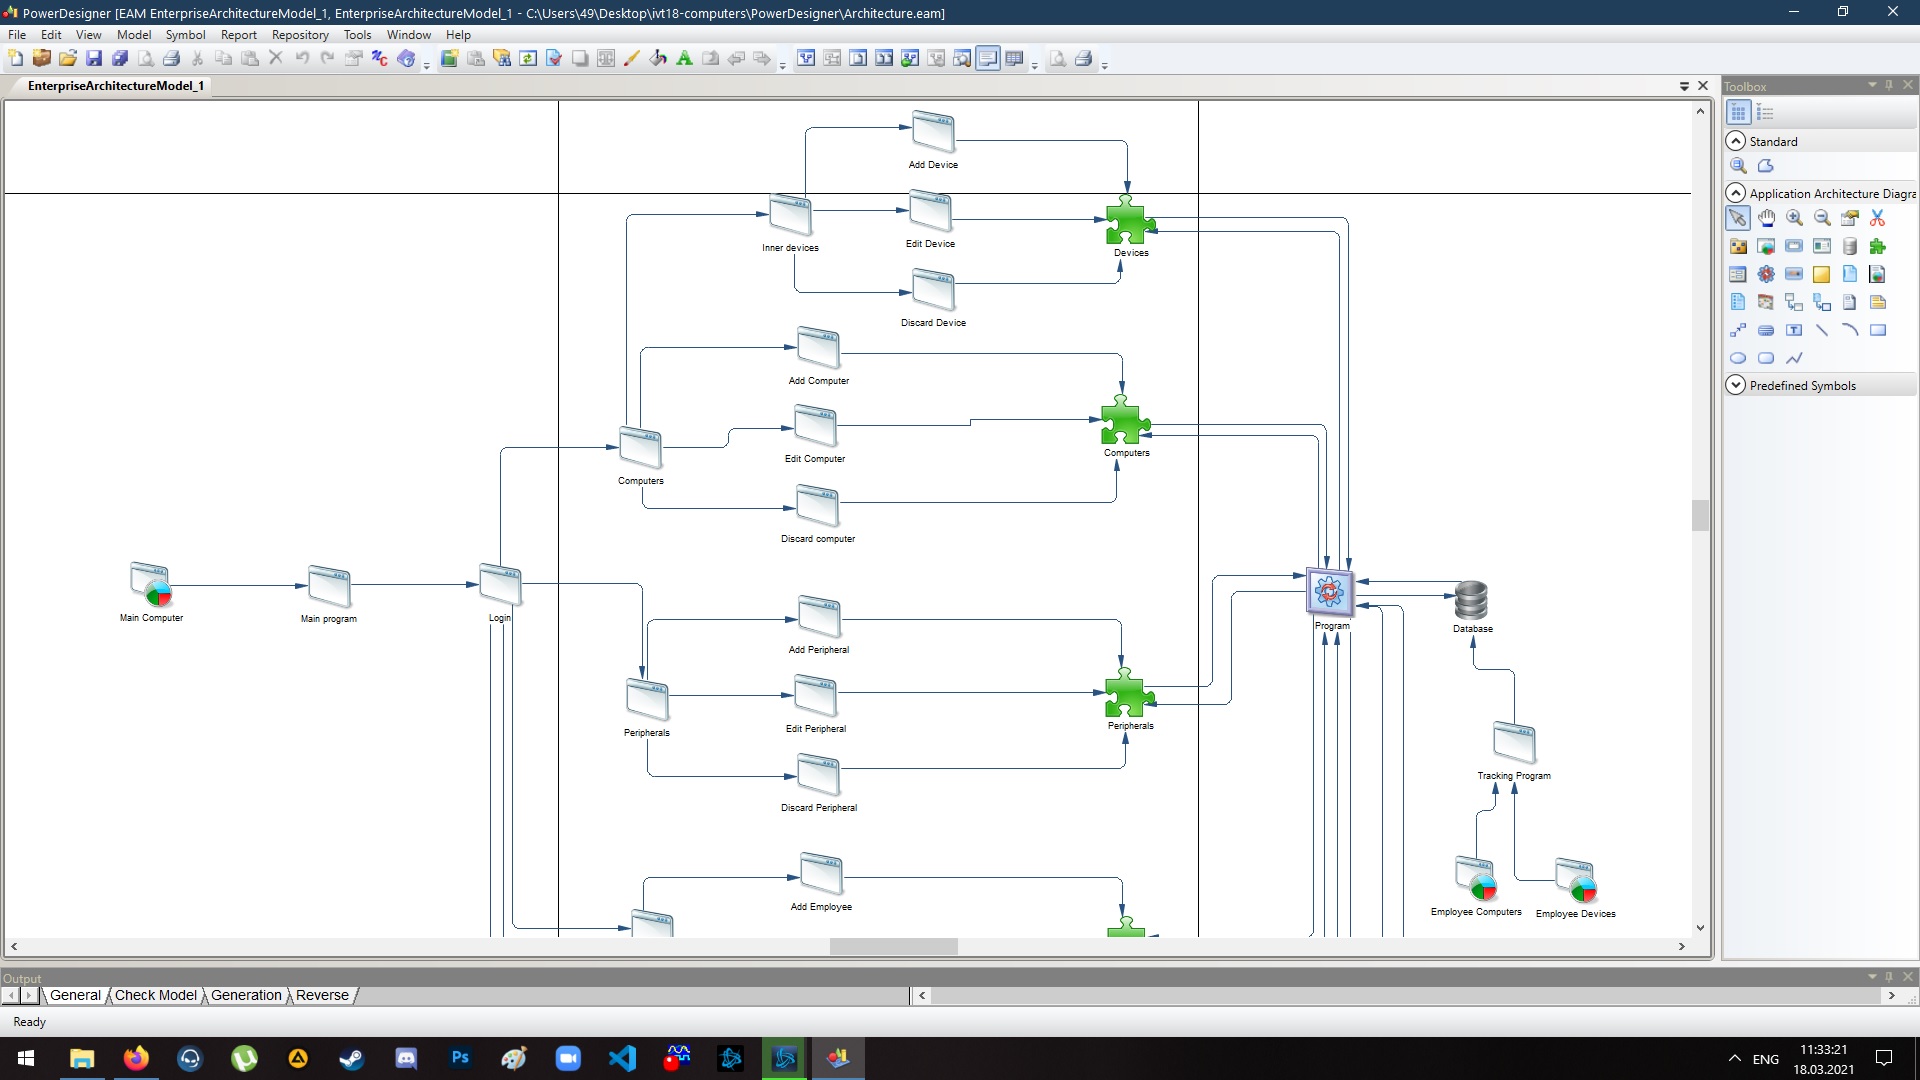 PowerDesigner [EAM EnterpriseArchitectureModel_1, EnterpriseArchitectureModel_1 - C:\Users\49\Desktop\ivt18-computers\PowerDesigner\Architecture.eam]
File Edit View Model Symbol Report Repository Tools Window Help
EnterpriseArchitectureModel_1
Toolbox
Standard
Application Architecture Diagra
Predefined Symbols
Add Device
Inner devices
Edit Device
Devices
Discard Device
Add Computer
Edit Computer
Computers
Computers
Discard computer
Main Computer
Main program
Login
Program
Database
Add Peripheral
Peripherals
Edit Peripheral
Peripherals
Tracking Program
Discard Peripheral
Add Employee
Employee Computers
Employee Devices
Output
General Check Model Generation Reverse
Ready
Ps
ENG
11:33:21
18.03.2021